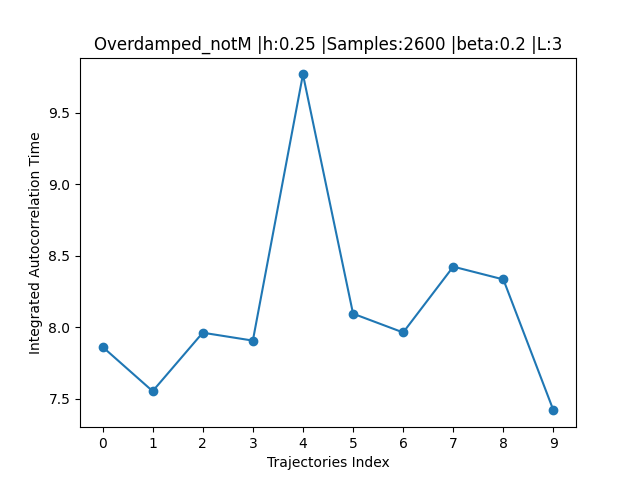 Overdamped_notM |h:0.25 |Samples:2600 |beta:0.2 |L:3
Integrated Autocorrelation Time
9.5
9.0
8.5
8.0
7.5
0 1 2 3 4 5 6 7 8 9
Trajectories Index